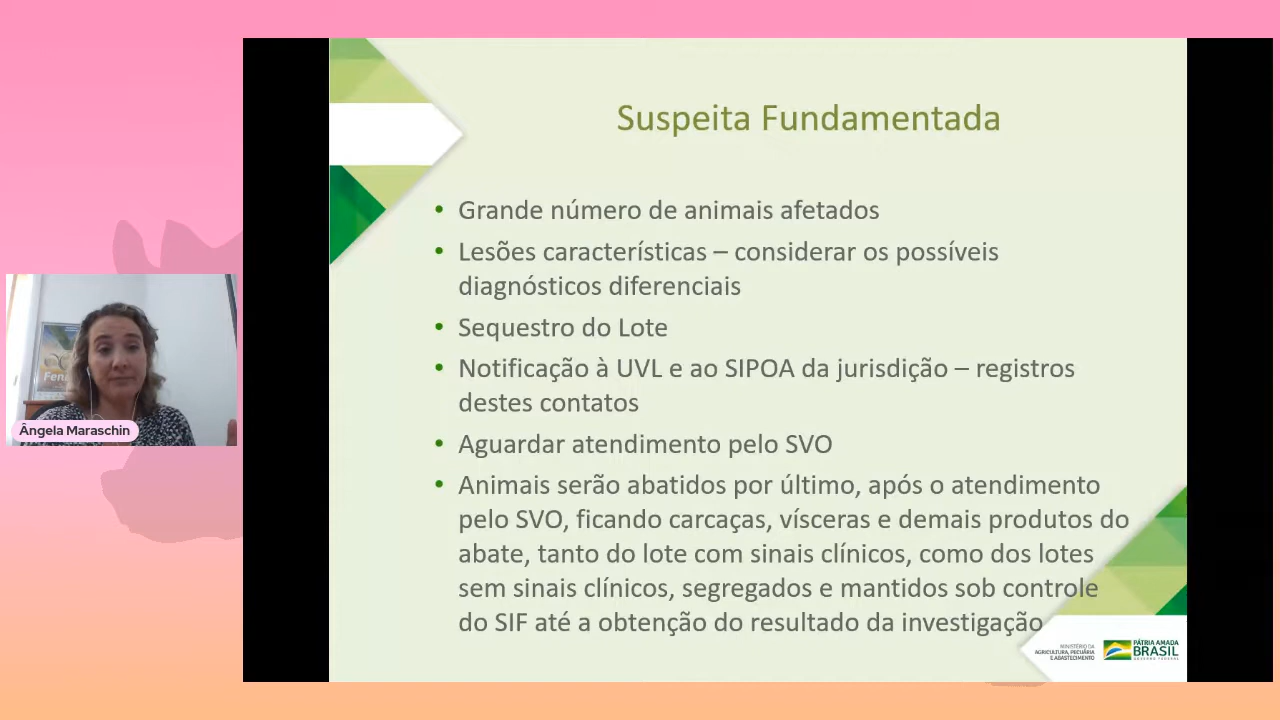 Suspeita Fundamentada
• Grande número de animais afetados
• Lesões características – considerar os possíveis
diagnósticos diferenciais
• Sequestro do Lote
• Notificação à UVL e ao SIPOA da jurisdição – registros
destes contatos
• Aguardar atendimento pelo SVO
• Animais serão abatidos por último, após o atendimento
pelo SVO, ficando carcaças, vísceras e demais produtos do
abate, tanto do lote com sinais clínicos, como dos lotes
sem sinais clínicos, segregados e mantidos sob controle
do SIF até a obtenção do resultado da investigação
Ângela Maraschin
MINISTÉRIO DA
AGRICULTURA, PECUÁRIA
E ABASTECIMENTO
PÁTRIA AMADA
BRASIL
GOVERNO FEDERAL